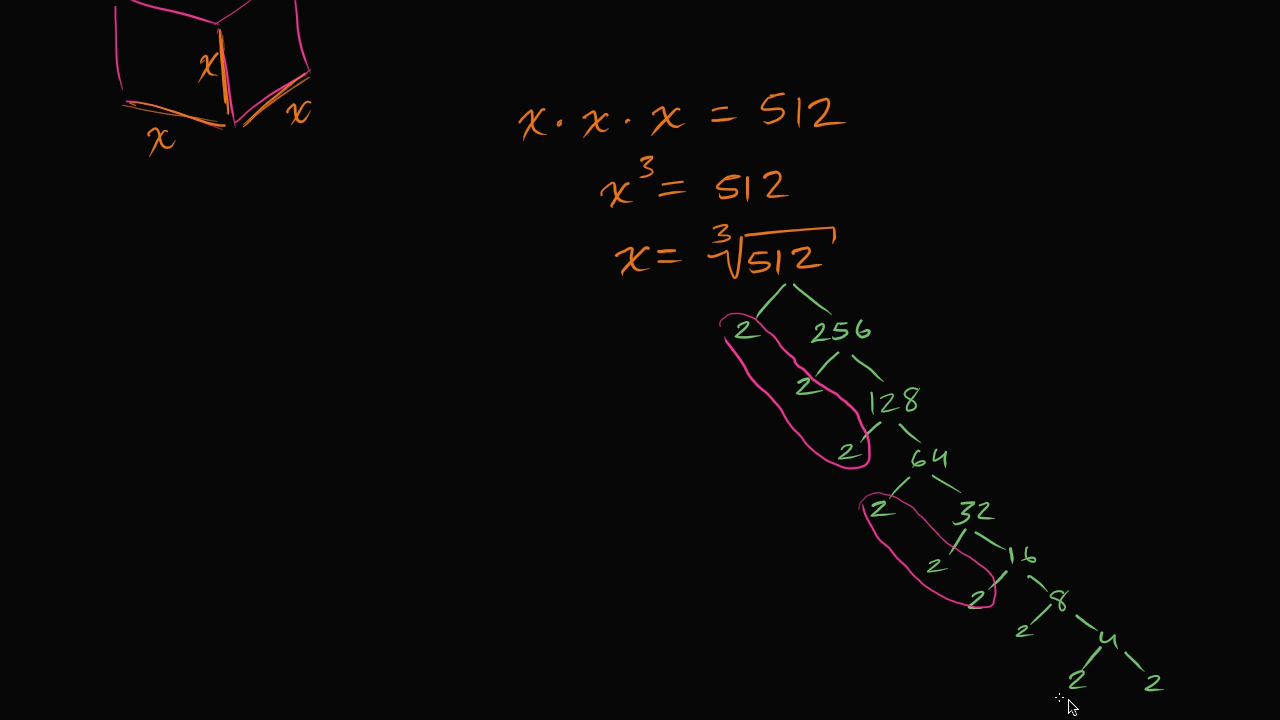 x
x
x
x · x · x = 512
x³ = 512
x = ∛512
2 256
2 128
2 64
2 32
2 16
2 8
2 4
2 2